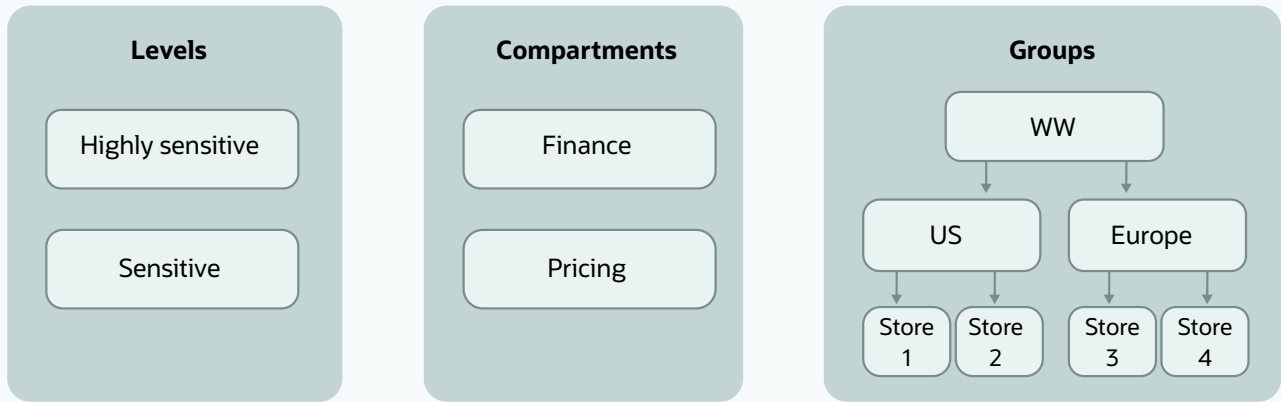 Levels
Highly sensitive
Sensitive
Compartments
Finance
Pricing
Groups
WW
US
Europe
Store
1
Store
2
Store
3
Store
4